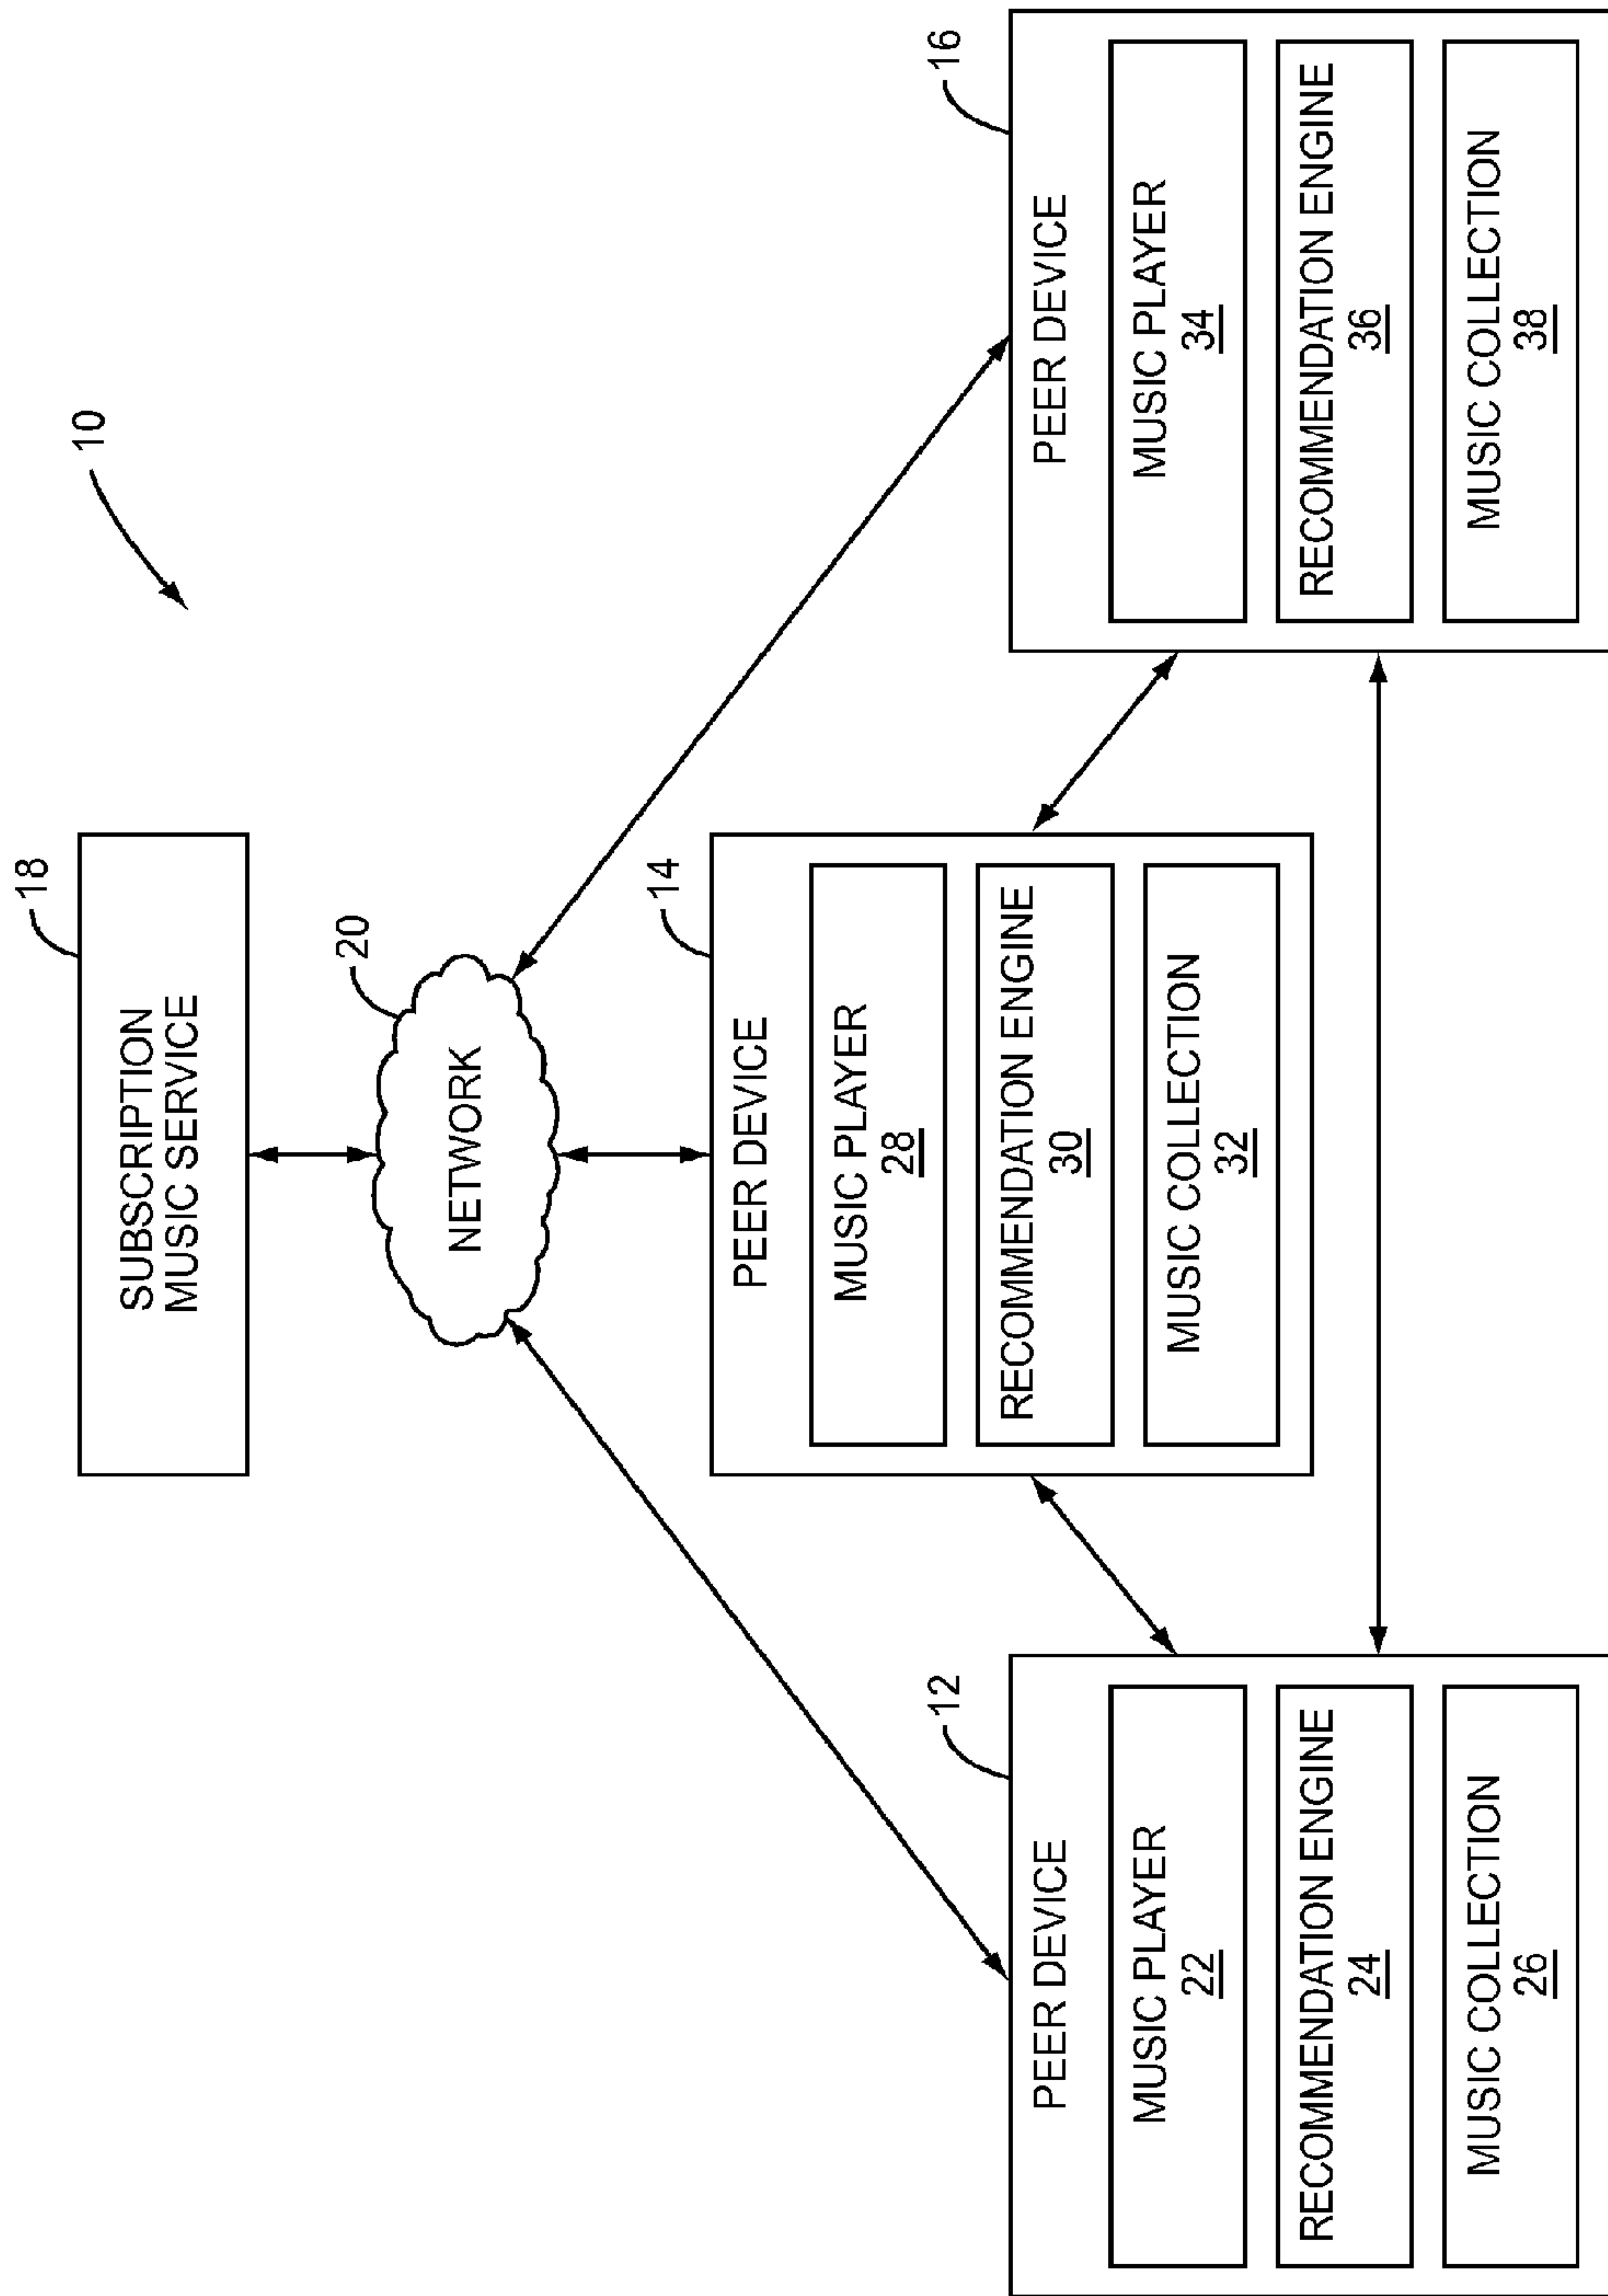 10
18
SUBSCRIPTION
MUSIC SERVICE
20
NETWORK
14
PEER DEVICE
MUSIC PLAYER
28
RECOMMENDATION ENGINE
30
MUSIC COLLECTION
32
12
PEER DEVICE
MUSIC PLAYER
22
RECOMMENDATION ENGINE
24
MUSIC COLLECTION
26
16
PEER DEVICE
MUSIC PLAYER
34
RECOMMENDATION ENGINE
36
MUSIC COLLECTION
38